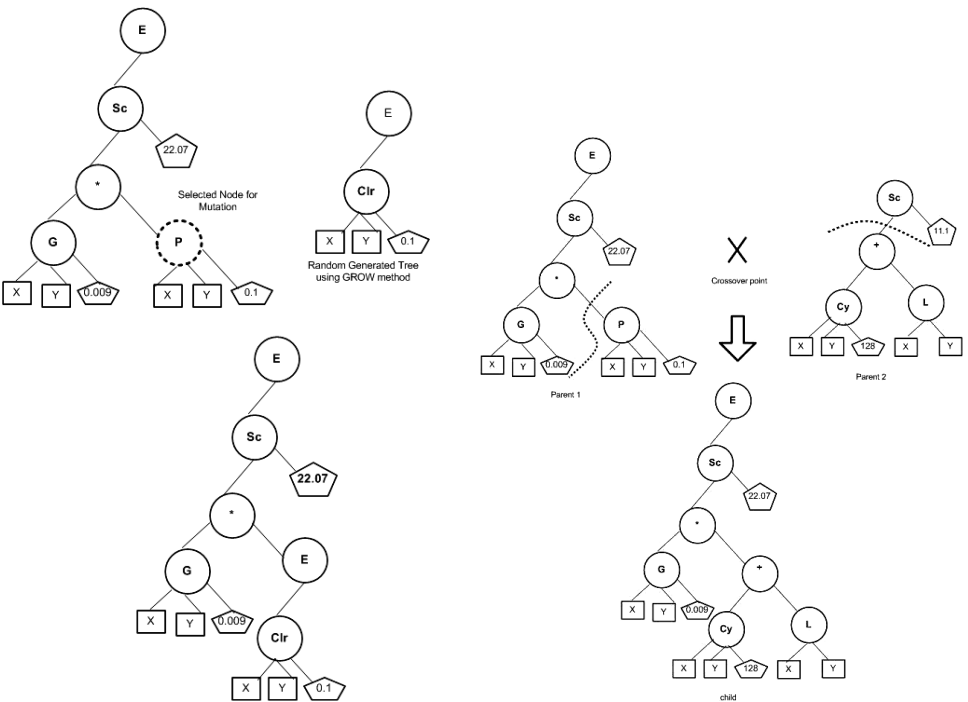 E
Sc
22.07
*
Selected Node for
Mutation
G
P
X
Y
0.009
X
Y
0.1
E
Clr
X
Y
0.1
Random Generated Tree
using GROW method
E
Sc
22.07
*
G
E
X
Y
0.009
Clr
X
Y
0.1
E
Sc
22.07
*
G
P
X
Y
0.009
X
Y
0.1
Parent 1
X
Crossover point
Sc
11.1
+
Cy
L
X
Y
128
X
Y
Parent 2
E
Sc
22.07
*
G
+
X
Y
0.009
Cy
L
X
Y
128
X
Y
child